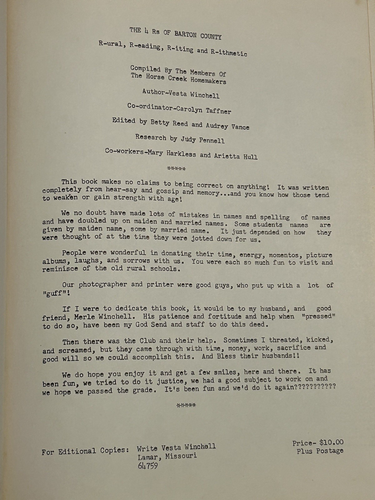 THE 4 Rs OF BARTON COUNTY
R-ural, R-eading, R-iting and R-ithmetic
Compiled By The Members Of
The Horse Creek Homemakers
Author-Vesta Winchell
Co-ordinator-Carolyn Taffner
Edited by Betty Reed and Audrey Vance
Research by Judy Pennell
Co-workers-Mary Harkless and Arietta Hull
*****
This book makes no claims to being correct on anything! It was written
completely from hear-say and gossip and memory...and you know how those tend
to weaken or gain strength with age!
We no doubt have made lots of mistakes in names and spelling of names
and have doubled up on maiden and married names. Some students names are
given by maiden name, some by married name. It just depended on how they
were thought of at the time they were jotted down for us.
People were wonderful in donating their time, energy, momentos, picture
albums, laughs, and sorrows with us. You were each so much fun to visit and
reminisce of the old rural schools.
Our photographer and printer were good guys, who put up with a lot of
"guff"!
If I were to dedicate this book, it would be to my husband, and good
friend, Merle Winchell. His patience and fortitude and help when "pressed"
to do so, have been my God Send and staff to do this deed.
Then there was the Club and their help. Sometimes I threated, kicked,
and screamed, but they came through with time, money, work, sacrifice and
good will so we could accomplish this. And Bless their husbands!!
We do hope you enjoy it and get a few smiles, here and there. It has
been fun, we tried to do it justice, we had a good subject to work on and
we hope we passed the grade. It's been fun and we'd do it again???????????
*****
For Editional Copies: Write Vesta Winchell
Lamar, Missouri
64759
Price- $10.00
Plus Postage